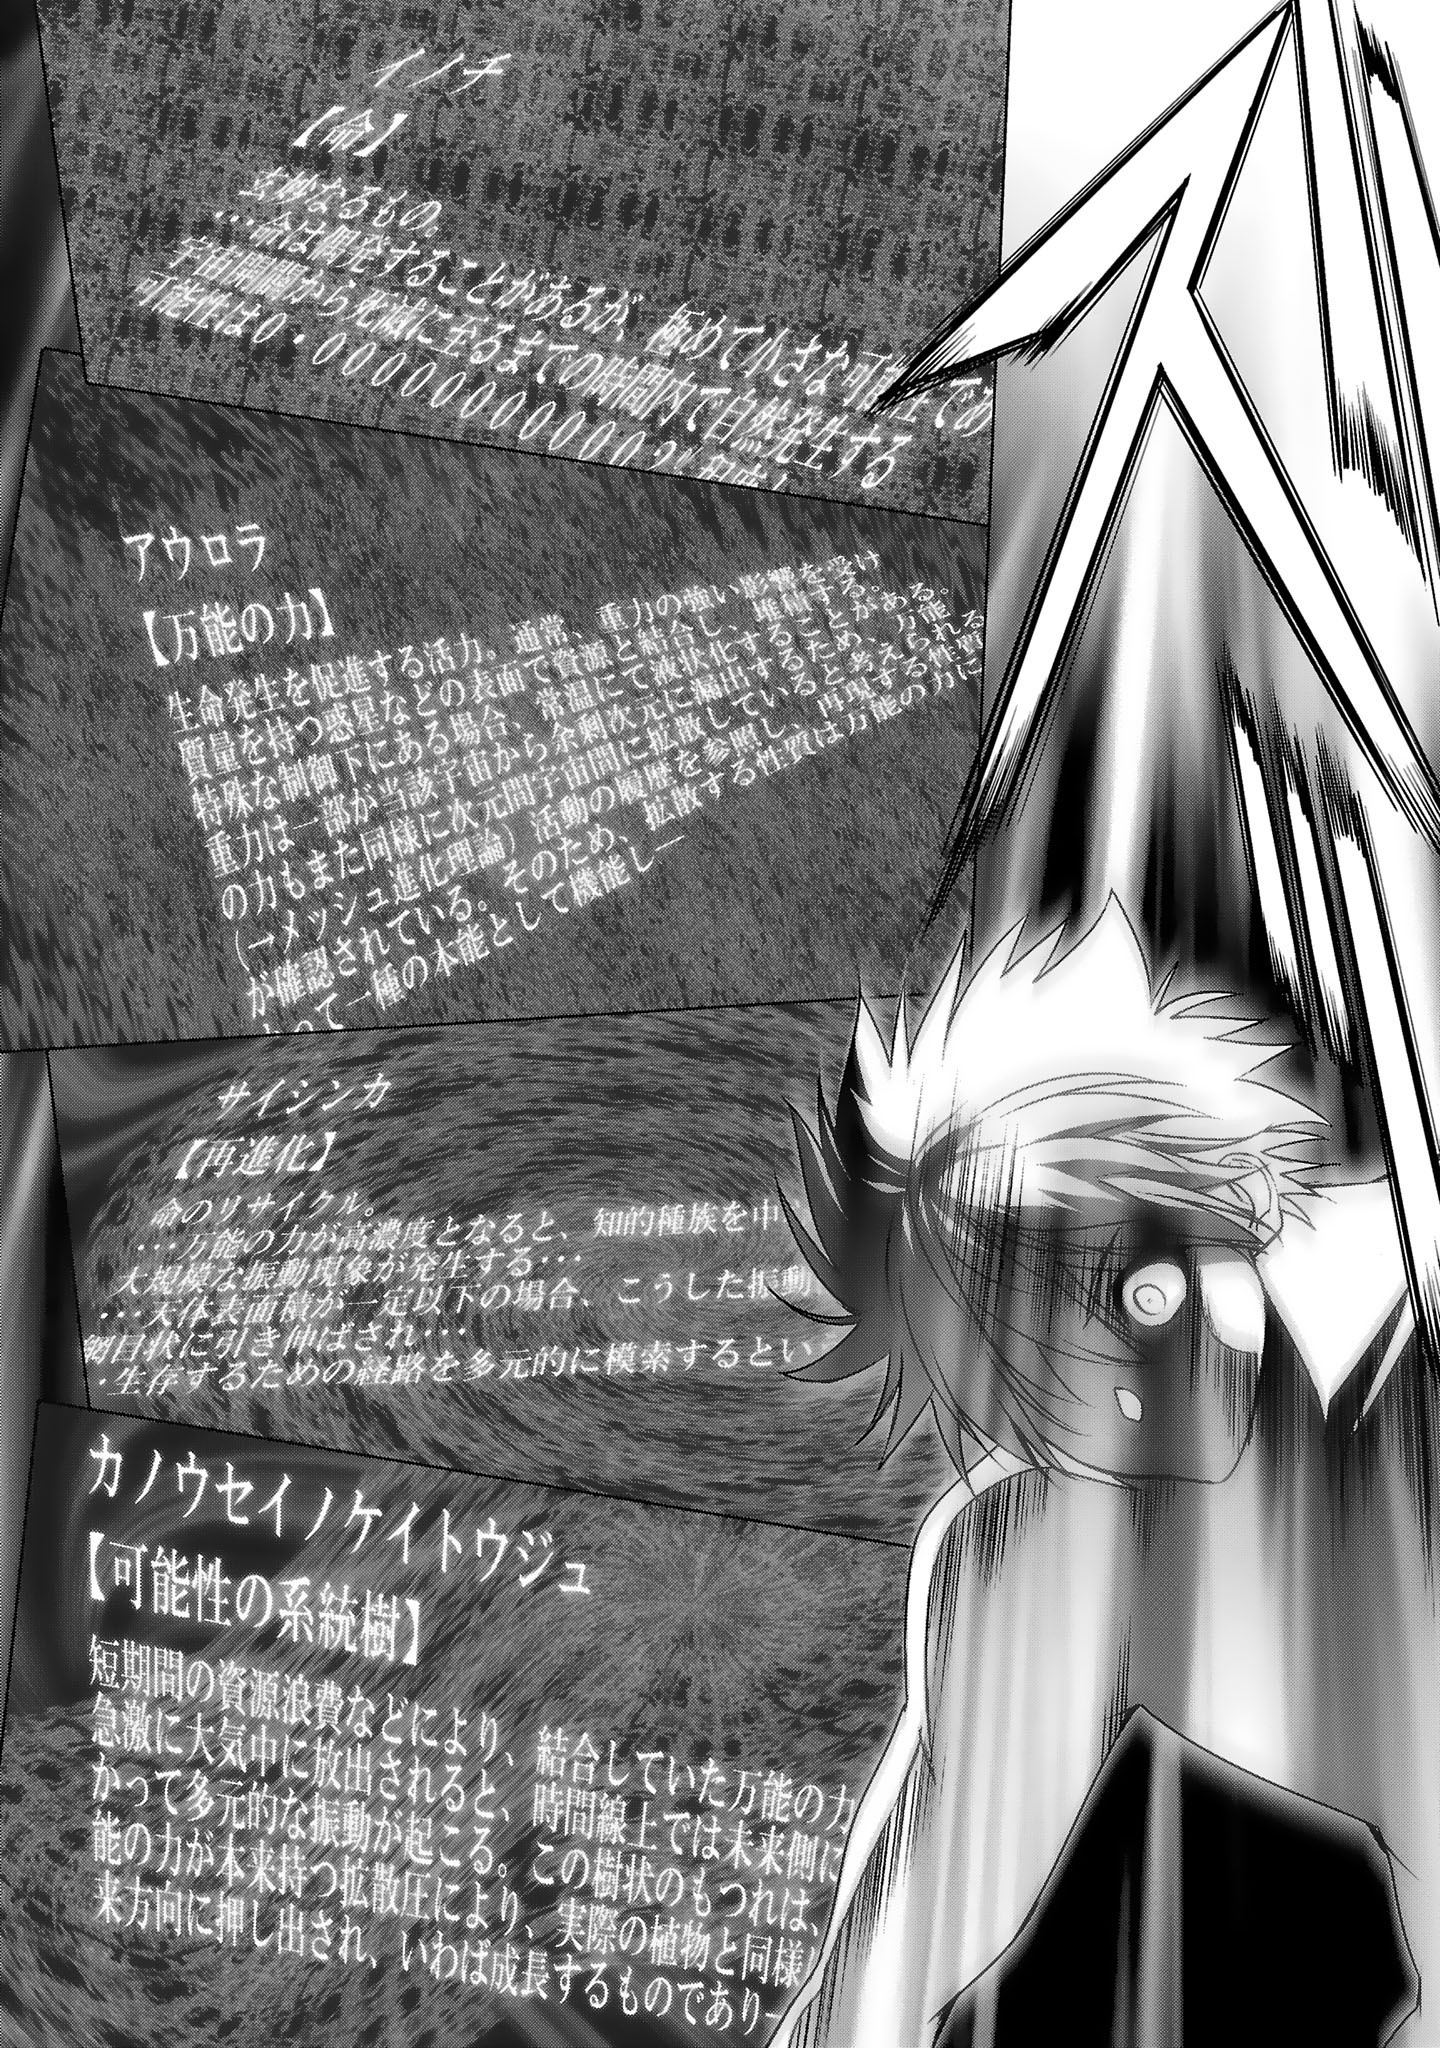 イノチ
【命】
玄妙なるもの。
…命は偶発することがあるが、極めて小さな可能性であ
宇宙開闢から死滅に至るまでの時間内で自然発生する
可能性は0・00000000000
アウロラ
【万能の力】
生命発生を促進する活力。通常、重力の強い影響を受け
質量を持つ惑星などの表面で資源と結合し、堆積する。
特殊な制御下にある場合、常温にて液状化することがある。
重力は一部が当該宇宙から余剰次元に漏出するため、万能
の力もまた同様に次元間宇宙間に拡散していると考えられる
(→メッシュ進化理論)活動の履歴を参照し、再現する性質
が確認されている。そのため、拡散する性質は万能の力に
って一種の本能として機能し―
サイシンカ
【再進化】
命のリサイクル。
…万能の力が高濃度となると、知的種族を中
大規模な振動現象が発生する…
…天体表面積が一定以下の場合、こうした振動
網目状に引き伸ばされ…
・生存するための経路を多元的に模索するとい
カノウセイノケイトウジュ
【可能性の系統樹】
短期間の資源浪費などにより、結合していた万能の力
急激に大気中に放出されると、時間線上では未来側に
かって多元的な振動が起こる。この樹状のもつれは、
能の力が本来持つ拡散圧により、実際の植物と同様
来方向に押し出され、いわば成長するものであり―